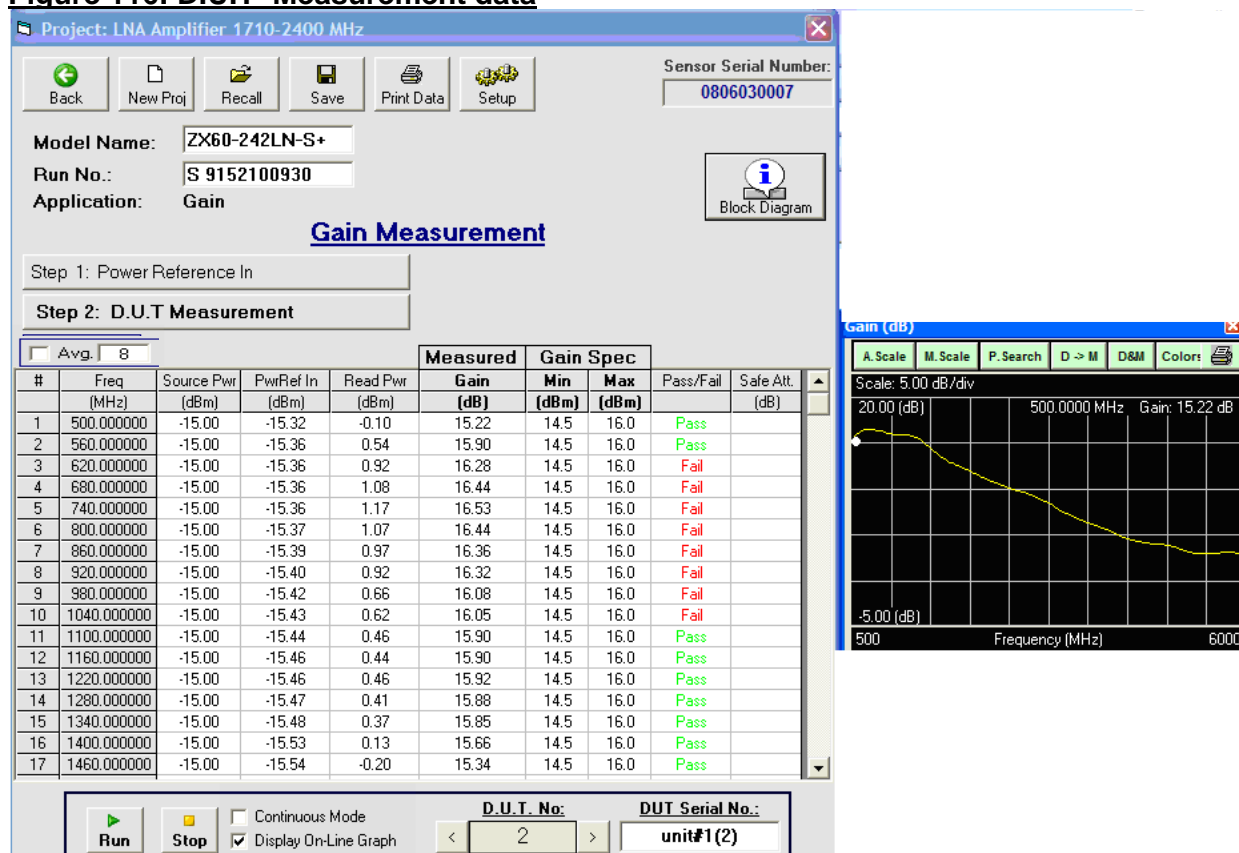 Figure 110. D.U.T Measurement data
Project: LNA Amplifier 1710-2400 MHz
Back
New Proj
Recall
Save
Print Data
Setup
Sensor Serial Number:
0806030007
Model Name: ZX60-242LN-S+
Run No.: S 9152100930
Application: Gain
Block Diagram
Gain Measurement
Step 1: Power Reference In
Step 2: D.U.T Measurement
Avg. 8
Measured Gain Spec
# Freq Source Pwr PwrRef In Read Pwr Gain Min Max Pass/Fail Safe Att.
(MHz) (dBm) (dBm) (dBm) (dB) (dBm) (dBm) (dB)
1 500.000000 -15.00 -15.32 -0.10 15.22 14.5 16.0 Pass
2 560.000000 -15.00 -15.36 0.54 15.90 14.5 16.0 Pass
3 620.000000 -15.00 -15.36 0.92 16.28 14.5 16.0 Fail
4 680.000000 -15.00 -15.36 1.08 16.44 14.5 16.0 Fail
5 740.000000 -15.00 -15.36 1.17 16.53 14.5 16.0 Fail
6 800.000000 -15.00 -15.37 1.07 16.44 14.5 16.0 Fail
7 860.000000 -15.00 -15.39 0.97 16.36 14.5 16.0 Fail
8 920.000000 -15.00 -15.40 0.92 16.32 14.5 16.0 Fail
9 980.000000 -15.00 -15.42 0.66 16.08 14.5 16.0 Fail
10 1040.000000 -15.00 -15.43 0.62 16.05 14.5 16.0 Fail
11 1100.000000 -15.00 -15.44 0.46 15.90 14.5 16.0 Pass
12 1160.000000 -15.00 -15.46 0.44 15.90 14.5 16.0 Pass
13 1220.000000 -15.00 -15.46 0.46 15.92 14.5 16.0 Pass
14 1280.000000 -15.00 -15.47 0.41 15.88 14.5 16.0 Pass
15 1340.000000 -15.00 -15.48 0.37 15.85 14.5 16.0 Pass
16 1400.000000 -15.00 -15.53 0.13 15.66 14.5 16.0 Pass
17 1460.000000 -15.00 -15.54 -0.20 15.34 14.5 16.0 Pass
Run
Stop
Continuous Mode
Display On-Line Graph
D.U.T. No:
< 2 >
DUT Serial No.:
unit#1(2)
Gain (dB)
A.Scale M.Scale P.Search D -> M D&M Colors
Scale: 5.00 dB/div
20.00 (dB) 500.0000 MHz Gain: 15.22 dB
-5.00 (dB)
500 Frequency (MHz) 6000